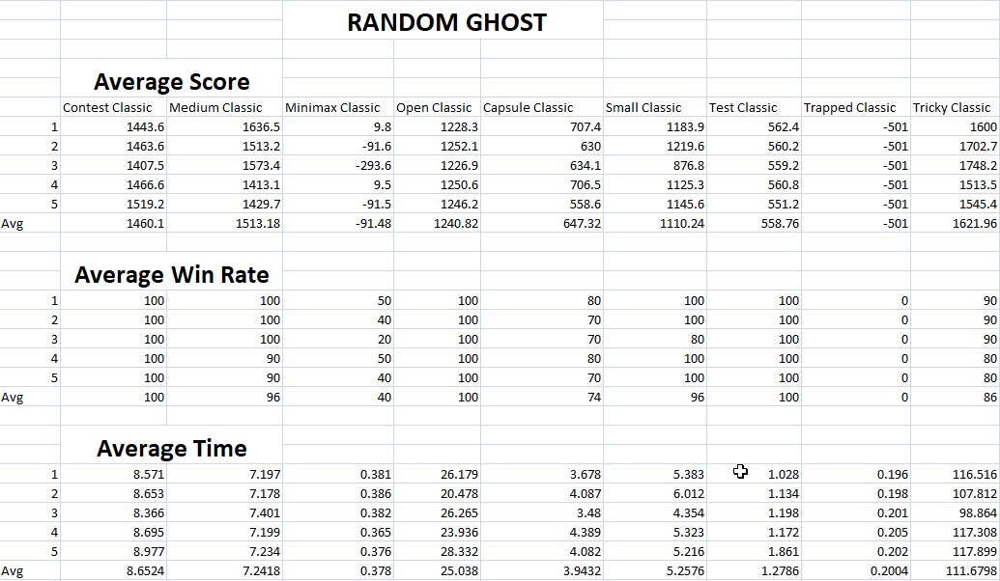 RANDOM GHOST
Average Score
Contest Classic Medium Classic Minimax Classic Open Classic Capsule Classic Small Classic Test Classic Trapped Classic Tricky Classic
1 1443.6 1636.5 9.8 1228.3 707.4 1183.9 562.4 -501 1600
2 1463.6 1513.2 -91.6 1252.1 630 1219.6 560.2 -501 1702.7
3 1407.5 1573.4 -293.6 1226.9 634.1 876.8 559.2 -501 1748.2
4 1466.6 1413.1 9.5 1250.6 706.5 1125.3 560.8 -501 1513.5
5 1519.2 1429.7 -91.5 1246.2 558.6 1145.6 551.2 -501 1545.4
Avg 1460.1 1513.18 -91.48 1240.82 647.32 1110.24 558.76 -501 1621.96
Average Win Rate
1 100 100 50 100 80 100 100 0 90
2 100 100 40 100 70 100 100 0 90
3 100 100 20 100 70 80 100 0 90
4 100 90 50 100 80 100 100 0 80
5 100 90 40 100 70 100 100 0 80
Avg 100 96 40 100 74 96 100 0 86
Average Time
1 8.571 7.197 0.381 26.179 3.678 5.383 1.028 0.196 116.516
2 8.653 7.178 0.386 20.478 4.087 6.012 1.134 0.198 107.812
3 8.366 7.401 0.382 26.265 3.48 4.354 1.198 0.201 98.864
4 8.695 7.199 0.365 23.936 4.389 5.323 1.172 0.205 117.308
5 8.977 7.234 0.376 28.332 4.082 5.216 1.861 0.202 117.899
Avg 8.6524 7.2418 0.378 25.038 3.9432 5.2576 1.2786 0.2004 111.6798